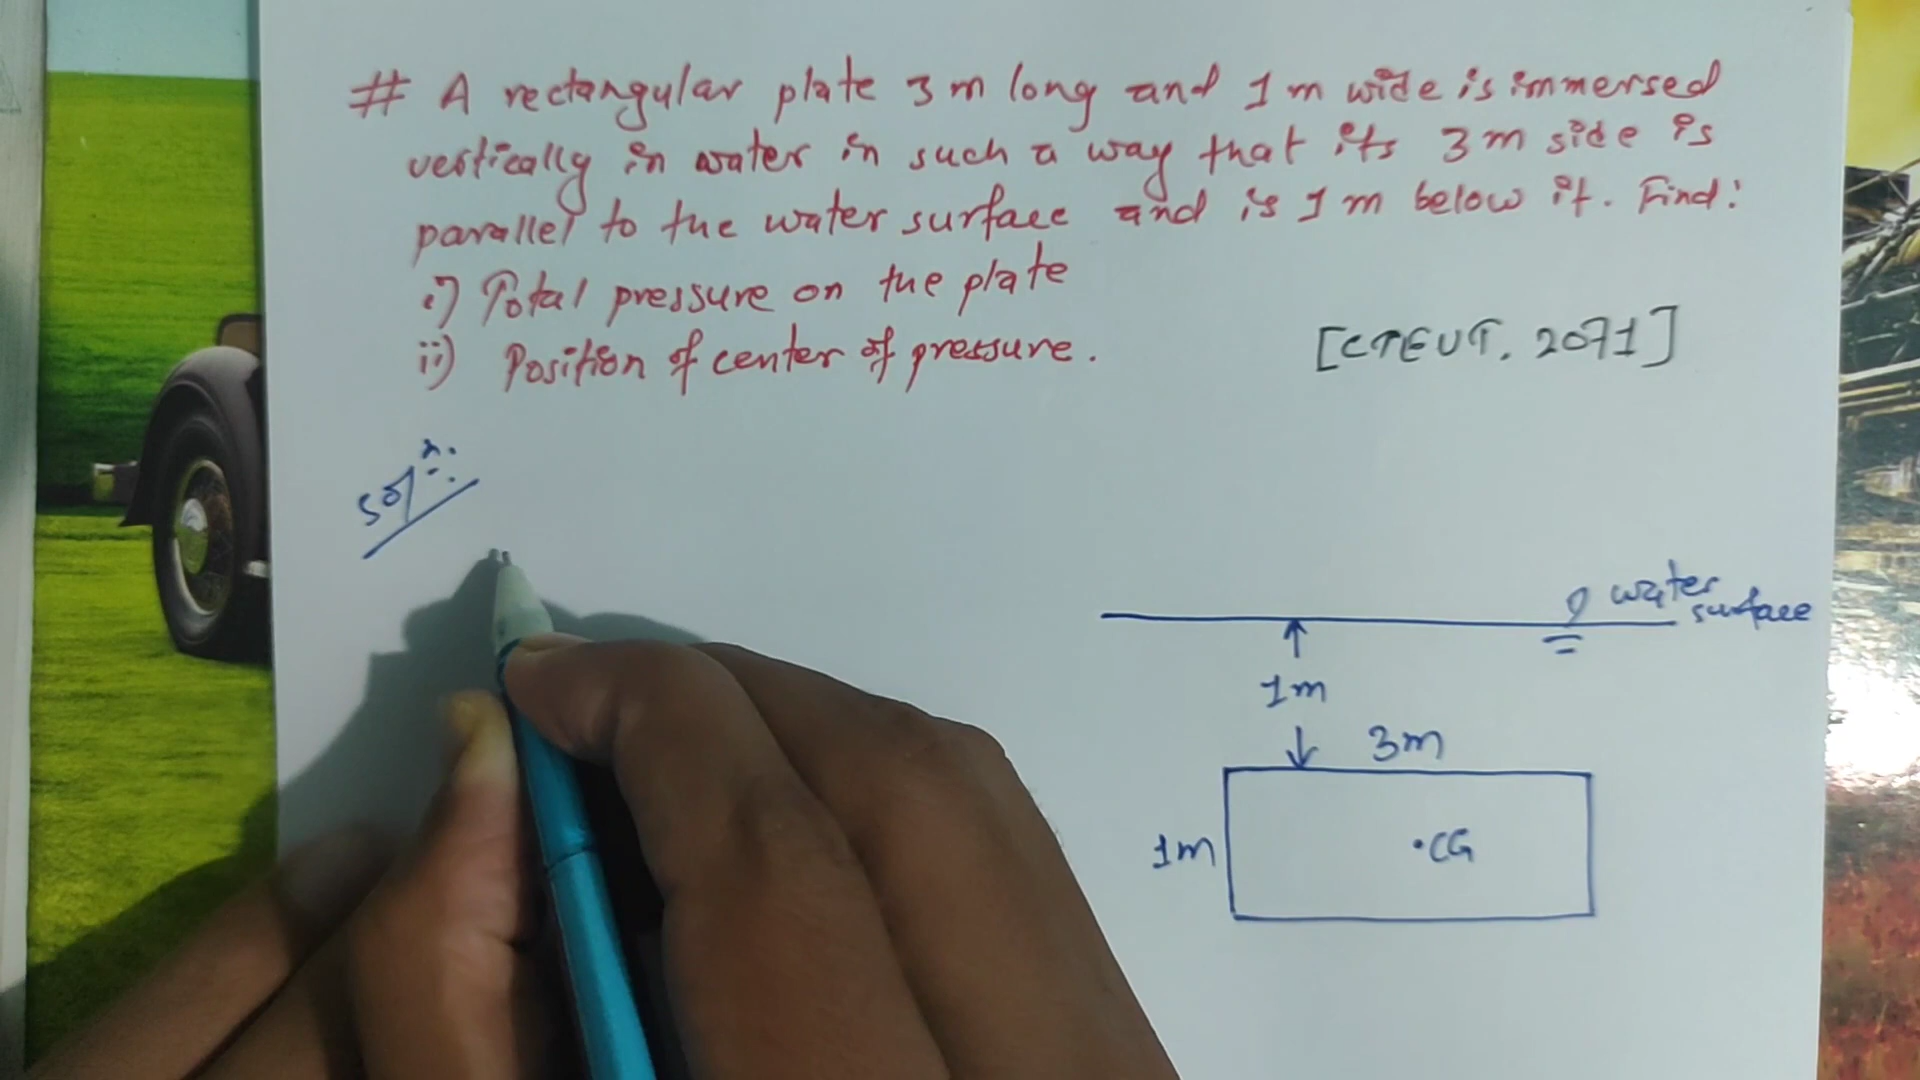 # A rectangular plate 3 m long and 1 m wide is immersed
vertically in water in such a way that its 3 m side is
parallel to the water surface and is 1 m below it. Find:
i) Total pressure on the plate
ii) Position of center of pressure.
[CTEVT. 2071]
Solⁿ:
water
surface
1m
3m
1m
.CG